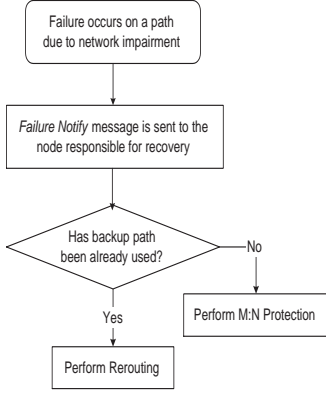 Failure occurs on a path
due to network impairment
Failure Notify message is sent to the
node responsible for recovery
Has backup path
been already used?
No
Yes
Perform M:N Protection
Perform Rerouting